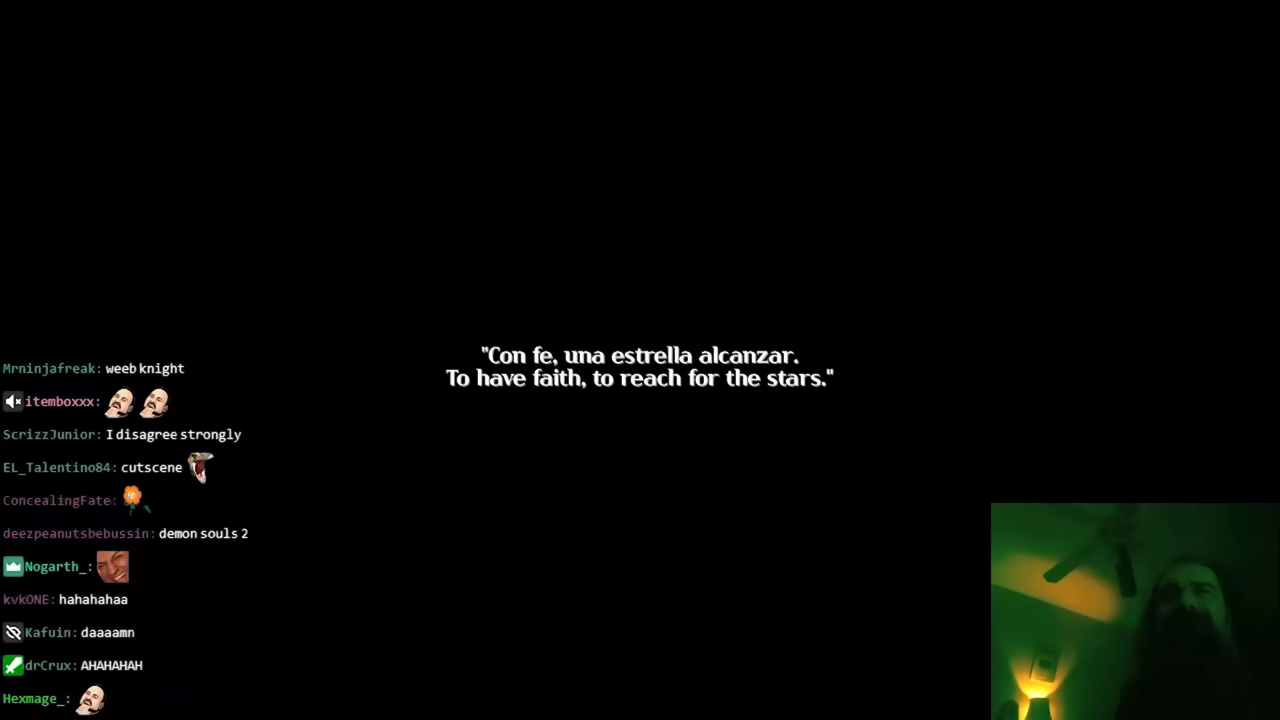 "Con fe, una estrella alcanzar.
To have faith, to reach for the stars."
Mrninjafreak: weeb knight
itemboxxx:
ScrizzJunior: I disagree strongly
EL_Talentino84: cutscene
ConcealingFate:
deezpeanutsbebussin: demon souls 2
Nogarth_:
kvkONE: hahahahaa
Kafuin: daaaamn
drCrux: AHAHAHAH
Hexmage_: